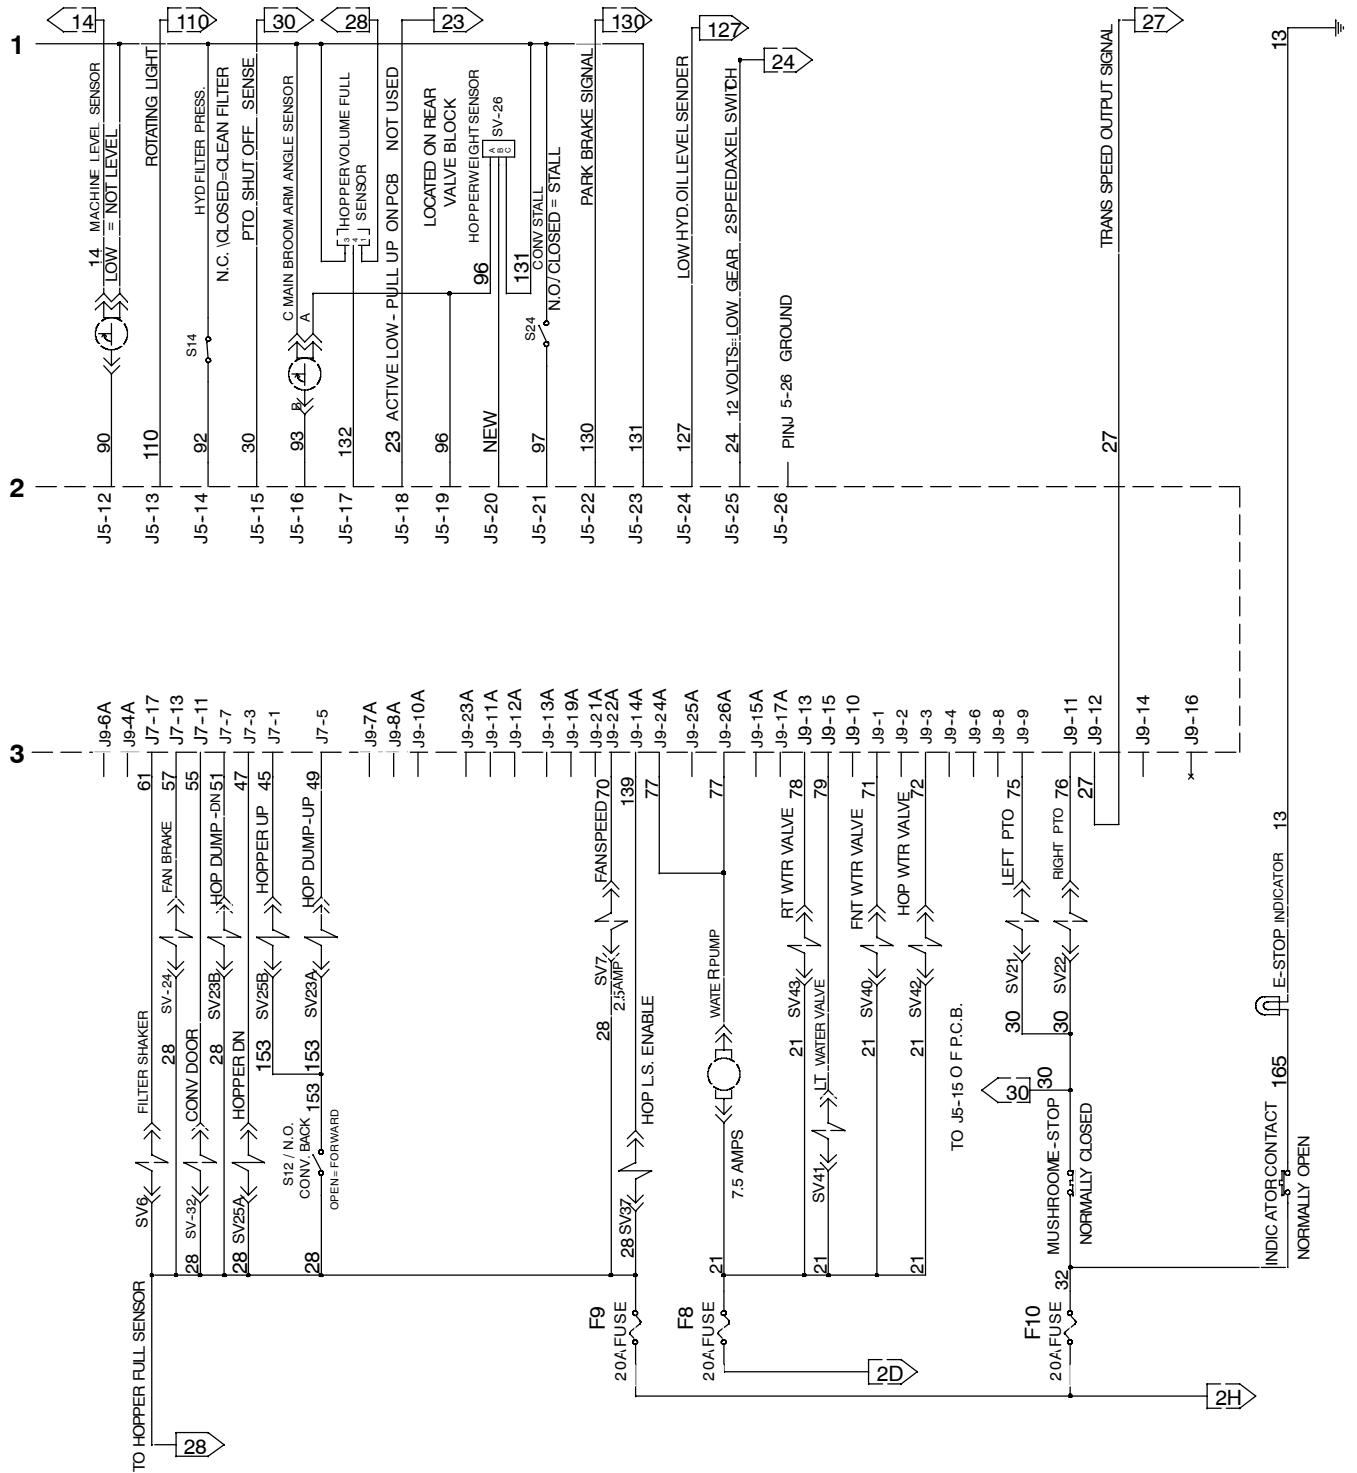 14
110
30
28
23
130
127
24
27
1
14 MACHINE LEVEL SENSOR
LOW = NOT LEVEL
ROTATING LIGHT
HYD FILTER PRESS.
N.C. \CLOSED=CLEAN FILTER
PTO SHUT OFF SENSE
C MAIN BROOM ARM ANGLE SENSOR
A
B
HOPPER VOLUME FULL
SENSOR
3
4
1
23 ACTIVE LOW - PULL UP ON PCB NOT USED
LOCATED ON REAR
VALVE BLOCK
HOPPER WEIGHT SENSOR
SV-26
A
B
C
96
131
CONV STALL
N.O./ CLOSED = STALL
PARK BRAKE SIGNAL
LOW HYD. OIL LEVEL SENDER
24 12 VOLTS=LOW GEAR 2SPEED AXEL SWITCH
PINJ 5-26 GROUND
TRANS SPEED OUTPUT SIGNAL
13
S14
S24
90
110
92
30
93
132
96
NEW
97
130
131
127
27
2
J5-12
J5-13
J5-14
J5-15
J5-16
J5-17
J5-18
J5-19
J5-20
J5-21
J5-22
J5-23
J5-24
J5-25
J5-26
3
J9-6A
J9-4A
J7-17
J7-13
J7-11
J7-7
J7-3
J7-1
J7-5
J9-7A
J9-8A
J9-10A
J9-23A
J9-11A
J9-12A
J9-13A
J9-19A
J9-21A
J9-22A
J9-14A
J9-24A
J9-25A
J9-26A
J9-15A
J9-17A
J9-13
J9-15
J9-10
J9-1
J9-2
J9-3
J9-4
J9-6
J9-8
J9-9
J9-11
J9-12
J9-14
J9-16
61
57
55
51
47
45
49
70
139
77
77
78
79
71
72
75
76
27
13
FILTER SHAKER
FAN BRAKE
CONV DOOR
HOP DUMP -DN
HOPPER DN
HOPPER UP
HOP DUMP-UP
FANSPEED
HOP L.S. ENABLE
WATER PUMP
RT WTR VALVE
LT WATER VALVE
FNT WTR VALVE
HOP WTR VALVE
LEFT PTO
RIGHT PTO
E-STOP INDICATOR
SV6
SV-24
SV-32
SV23B
SV25A
SV25B
SV23A
SV7
2.5AMP
SV37
SV43
SV41
SV40
SV42
SV21
SV22
28
28
153
153
153
28
21
21
21
30
30
30
30
165
S12 / N.O.
CONV. BACK
OPEN = FORWARD
7.5 AMPS
TO J5-15 OF P.C.B.
MUSHROOM E-STOP
NORMALLY CLOSED
INDICATOR CONTACT
NORMALLY OPEN
28
28
28
28
21
21
21
32
TO HOPPER FULL SENSOR
F9
20A FUSE
F8
20A FUSE
F10
20A FUSE
2D
2H
28